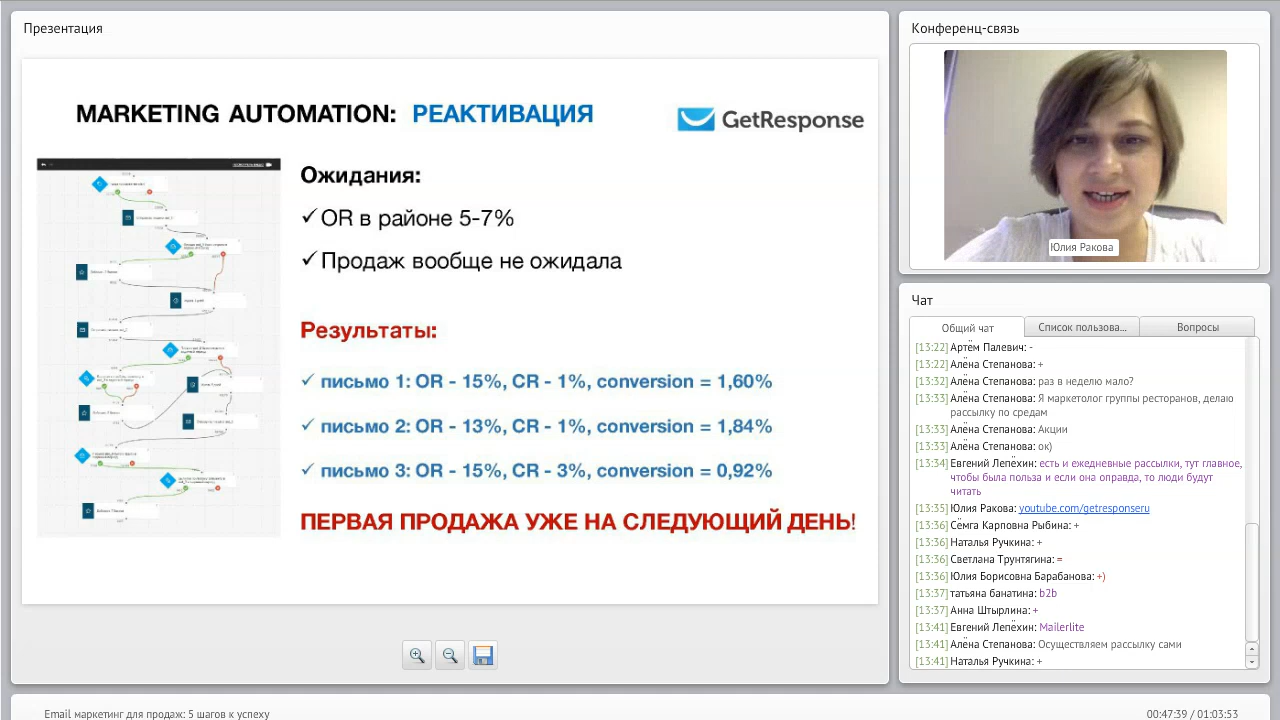 Презентация
MARKETING AUTOMATION: РЕАКТИВАЦИЯ
GetResponse
Ожидания:
✓ OR в районе 5-7%
✓ Продаж вообще не ожидала
Результаты:
✓ письмо 1: OR - 15%, CR - 1%, conversion = 1,60%
✓ письмо 2: OR - 13%, CR - 1%, conversion = 1,84%
✓ письмо 3: OR - 15%, CR - 3%, conversion = 0,92%
ПЕРВАЯ ПРОДАЖА УЖЕ НА СЛЕДУЮЩИЙ ДЕНЬ!
Конференц-связь
Юлия Ракова
Чат
Общий чат
Список пользова...
Вопросы
[13:22] Артём Палевич: -
[13:22] Алёна Степанова: +
[13:32] Алёна Степанова: раз в неделю мало?
[13:33] Алёна Степанова: Я маркетолог группы ресторанов, делаю
рассылку по средам
[13:33] Алёна Степанова: Акции
[13:33] Алёна Степанова: ок)
[13:34] Евгений Лепёхин: есть и ежедневные рассылки, тут главное,
чтобы была польза и если она оправда, то люди будут
читать
[13:35] Юлия Ракова: youtube.com/getresponseru
[13:36] Сёмга Карповна Рыбина: +
[13:36] Наталья Ручкина: +
[13:36] Светлана Трунтягина: =
[13:36] Юлия Борисовна Барабанова: +)
[13:37] татьяна банатина: b2b
[13:37] Анна Штырлина: +
[13:41] Евгений Лепёхин: Mailerlite
[13:41] Алёна Степанова: Осуществляем рассылку сами
[13:41] Наталья Ручкина: +
Email маркетинг для продаж: 5 шагов к успеху
00:47:39 / 01:03:53